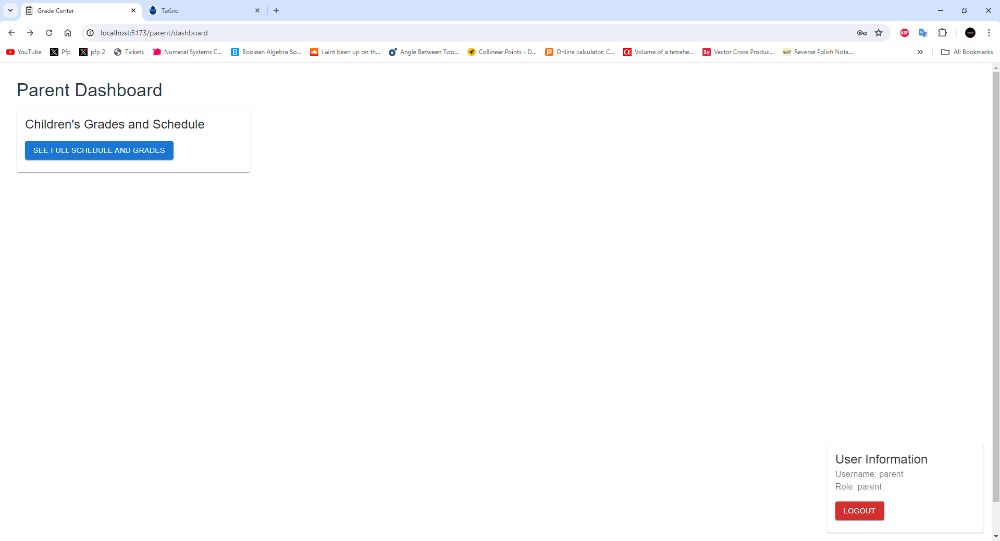 Grade Center
Табло
localhost:5173/parent/dashboard
ABP
YouTube
Pfp
pfp 2
Tickets
Numeral Systems C...
Boolean Algebra So...
i aint been up on th...
Angle Between Two...
Collinear Points - D...
Online calculator: C...
Volume of a tetrahe...
Sy
Vector Cross Produc...
Reverse Polish Nota...
All Bookmarks
Parent Dashboard
Children's Grades and Schedule
SEE FULL SCHEDULE AND GRADES
User Information
Username: parent
Role: parent
LOGOUT